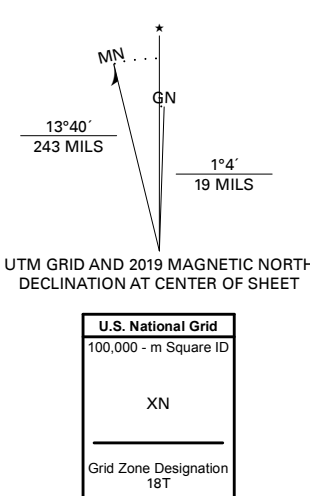 ★
MN
GN
13°40´
243 MILS
1°4´
19 MILS
UTM GRID AND 2019 MAGNETIC NORTH
DECLINATION AT CENTER OF SHEET
U.S. National Grid
100,000 - m Square ID
XN
Grid Zone Designation
18T